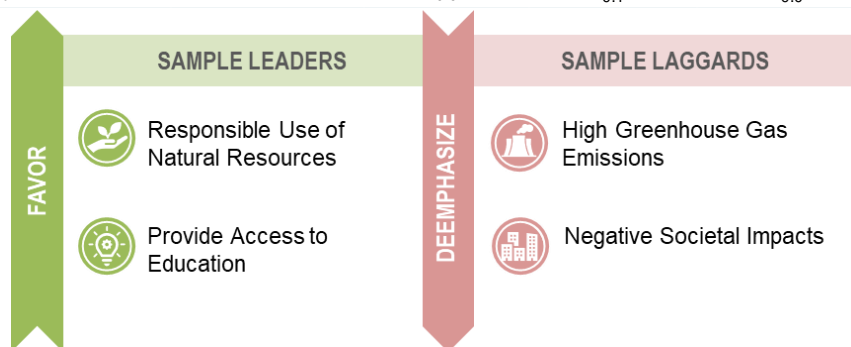 SAMPLE LEADERS
SAMPLE LAGGARDS
FAVOR
Responsible Use of
Natural Resources
Provide Access to
Education
DEEMPHASIZE
High Greenhouse Gas
Emissions
Negative Societal Impacts